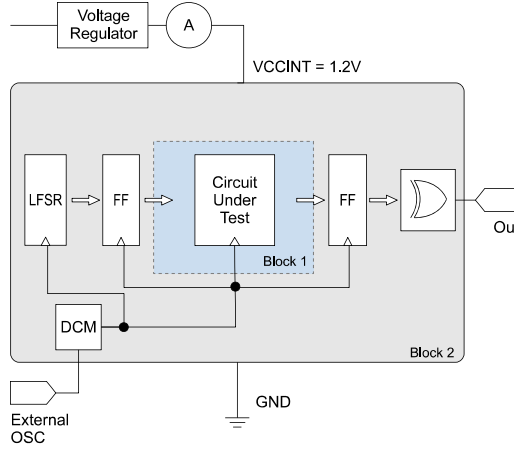 Voltage
Regulator
A
VCCINT = 1.2V
LFSR
FF
Circuit
Under
Test
FF
Block 1
DCM
Block 2
Ou
External
OSC
GND